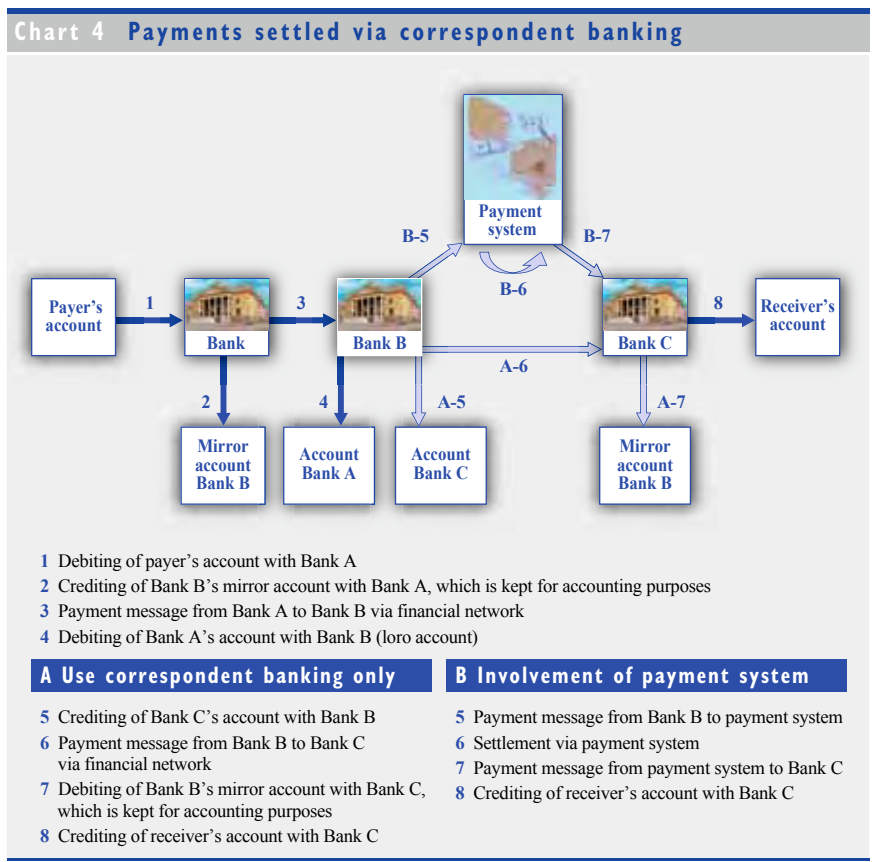 Chart 4 Payments settled via correspondent banking
Payment
system
B-5
B-7
B-6
Payer's
account
1
Bank
3
Bank B
Bank C
8
Receiver's
account
A-6
2
4
A-5
A-7
Mirror
account
Bank B
Account
Bank A
Account
Bank C
Mirror
account
Bank B
1 Debiting of payer's account with Bank A
2 Crediting of Bank B's mirror account with Bank A, which is kept for accounting purposes
3 Payment message from Bank A to Bank B via financial network
4 Debiting of Bank A's account with Bank B (loro account)
A Use correspondent banking only
5 Crediting of Bank C's account with Bank B
6 Payment message from Bank B to Bank C
via financial network
7 Debiting of Bank B's mirror account with Bank C,
which is kept for accounting purposes
8 Crediting of receiver's account with Bank C
B Involvement of payment system
5 Payment message from Bank B to payment system
6 Settlement via payment system
7 Payment message from payment system to Bank C
8 Crediting of receiver's account with Bank C